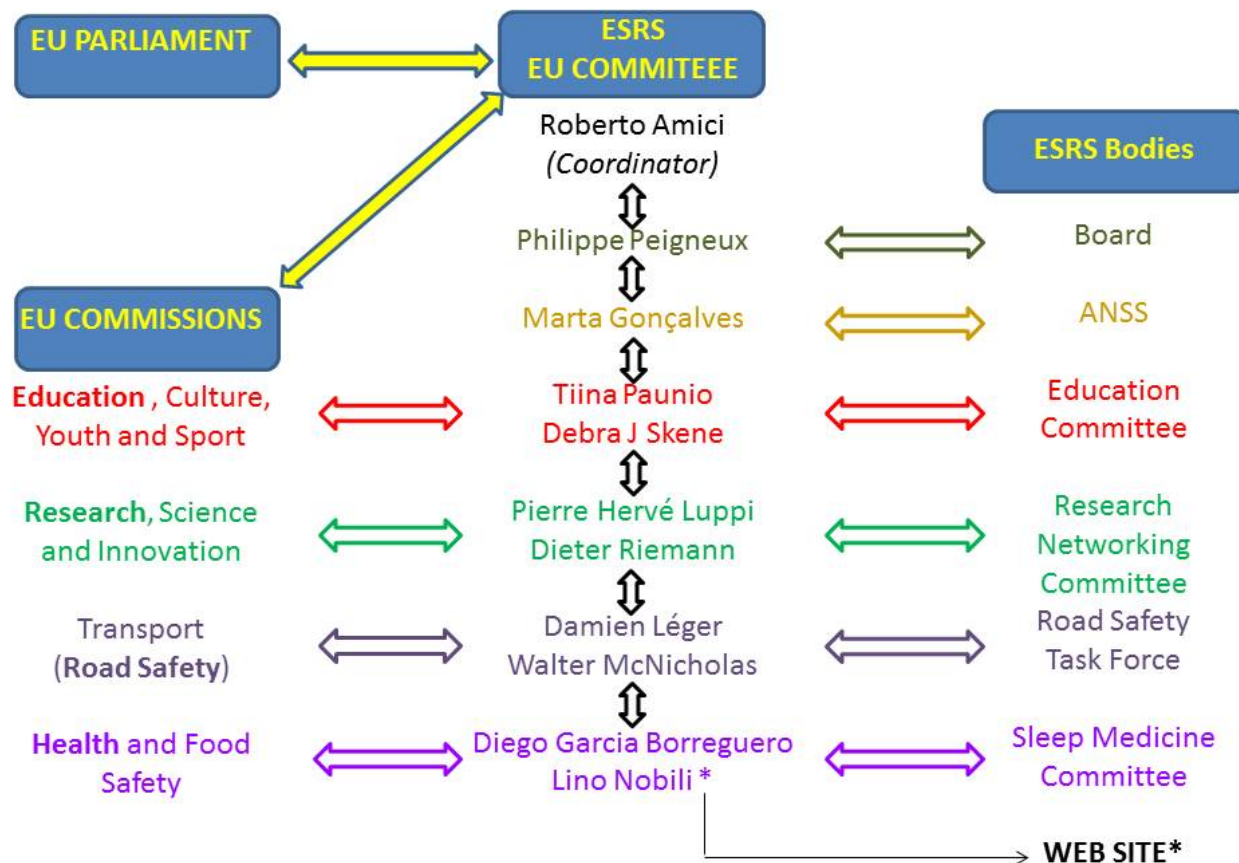 EU PARLIAMENT
ESRS
EU COMMITEEE
Roberto Amici
(Coordinator)
ESRS Bodies
Philippe Peigneux
Board
EU COMMISSIONS
Marta Gonçalves
ANSS
Education , Culture,
Youth and Sport
Tiina Paunio
Debra J Skene
Education
Committee
Research, Science
and Innovation
Pierre Hervé Luppi
Dieter Riemann
Research
Networking
Committee
Transport
(Road Safety)
Damien Léger
Walter McNicholas
Road Safety
Task Force
Health and Food
Safety
Diego Garcia Borreguero
Lino Nobili *
Sleep Medicine
Committee
WEB SITE*